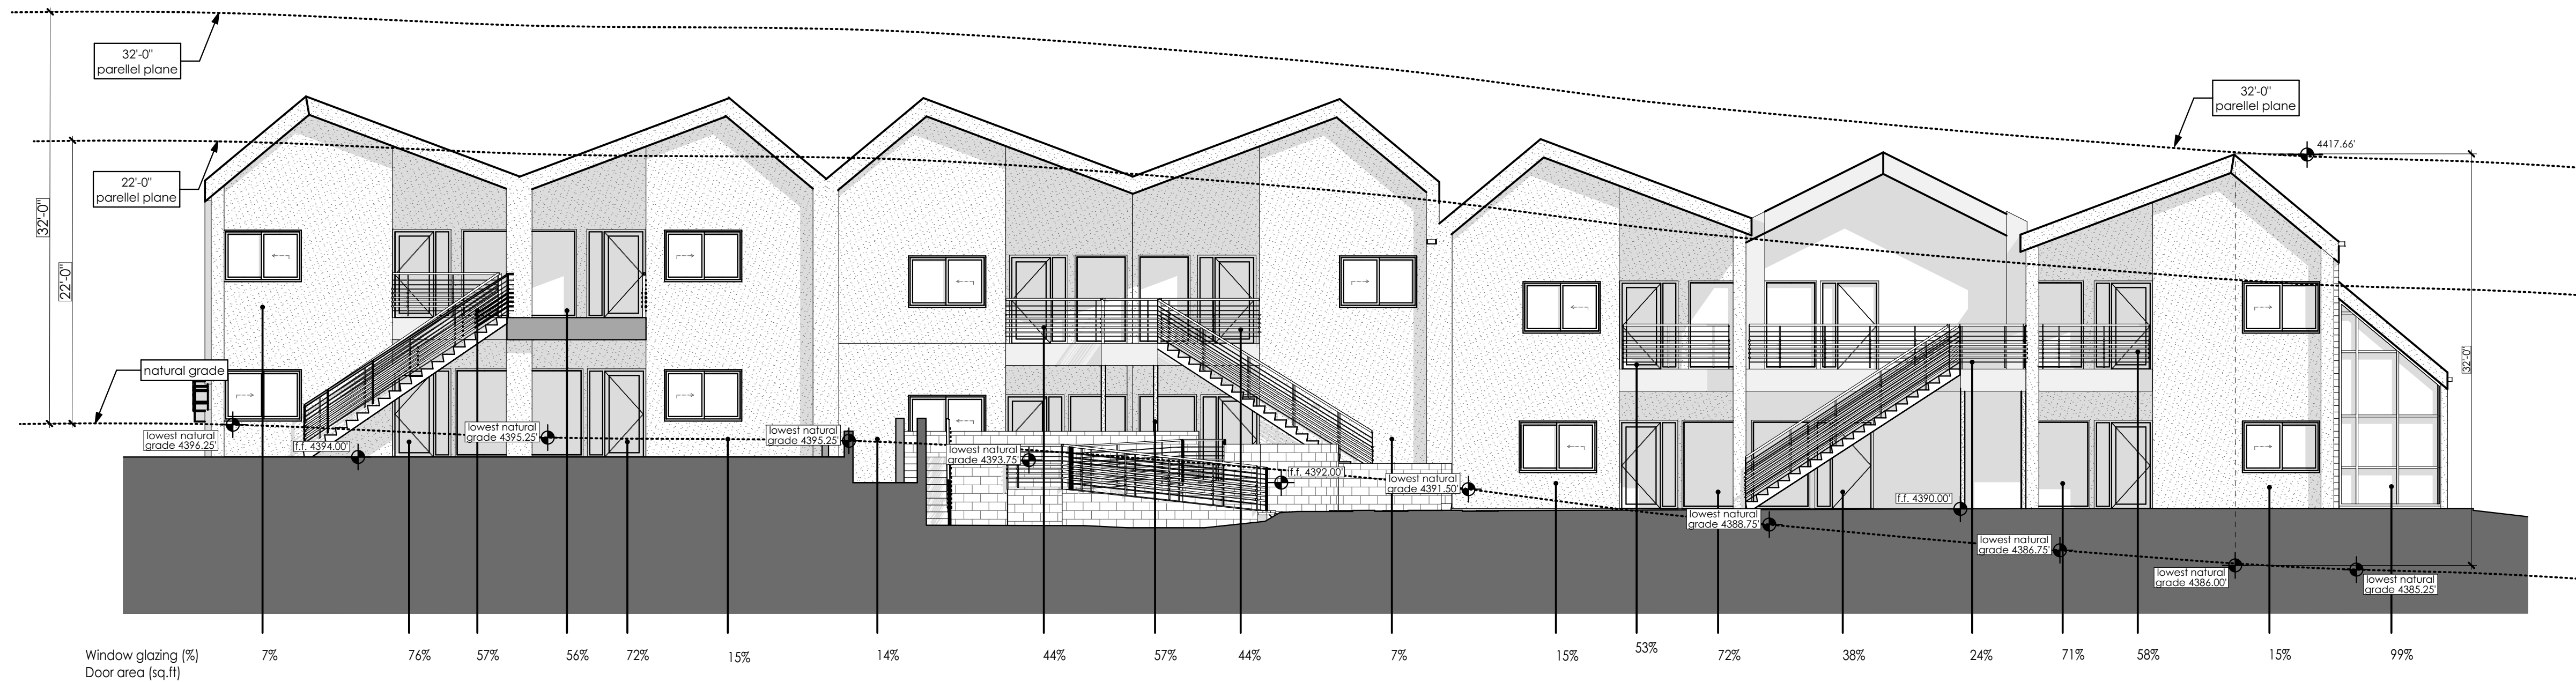 32'-0"
parellel plane
32'-0"
parellel plane
4417.66'
22'-0"
parellel plane
32'-0"
22'-0"
32'-0"
natural grade
lowest natural
grade 4396.25'
f.f. 4394.00'
lowest natural
grade 4395.25'
lowest natural
grade 4395.25'
lowest natural
grade 4393.75'
f.f. 4392.00'
lowest natural
grade 4391.50'
lowest natural
grade 4388.75'
f.f. 4390.00'
lowest natural
grade 4386.75'
lowest natural
grade 4386.00'
lowest natural
grade 4385.25'
Window glazing (%) 7% 76% 57% 56% 72% 15% 14% 44% 57% 44% 7% 15% 53% 72% 38% 24% 71% 58% 15% 99%
Door area (sq.ft)